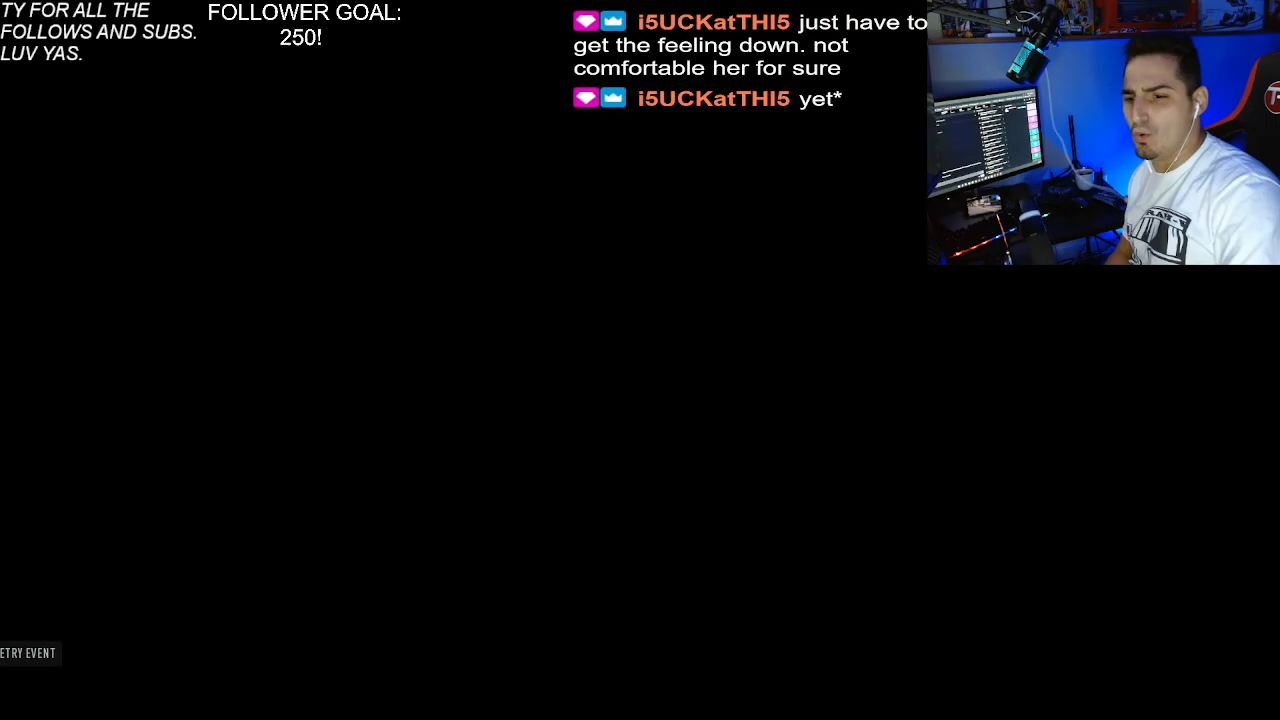 TY FOR ALL THE
FOLLOWS AND SUBS.
LUV YAS.
FOLLOWER GOAL:
250!
i5UCKatTHI5 just have to
get the feeling down. not
comfortable her for sure
i5UCKatTHI5 yet*
ETRY EVENT